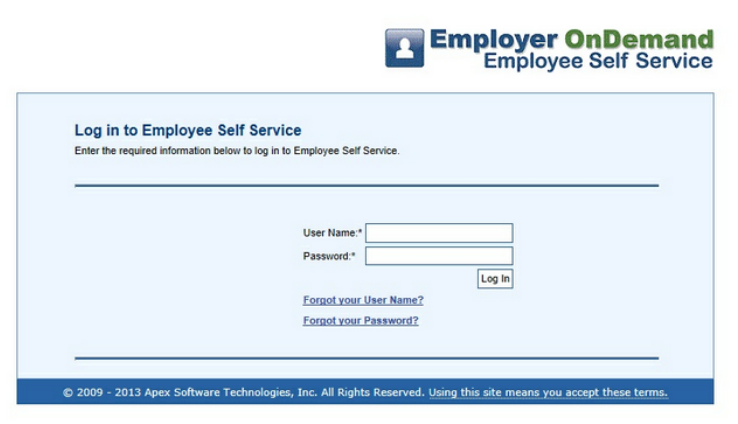 Employer OnDemand
Employee Self Service
Log in to Employee Self Service
Enter the required information below to log in to Employee Self Service.
User Name:*
Password:*
Log In
Forgot your User Name?
Forgot your Password?
© 2009 - 2013 Apex Software Technologies, Inc. All Rights Reserved. Using this site means you accept these terms.